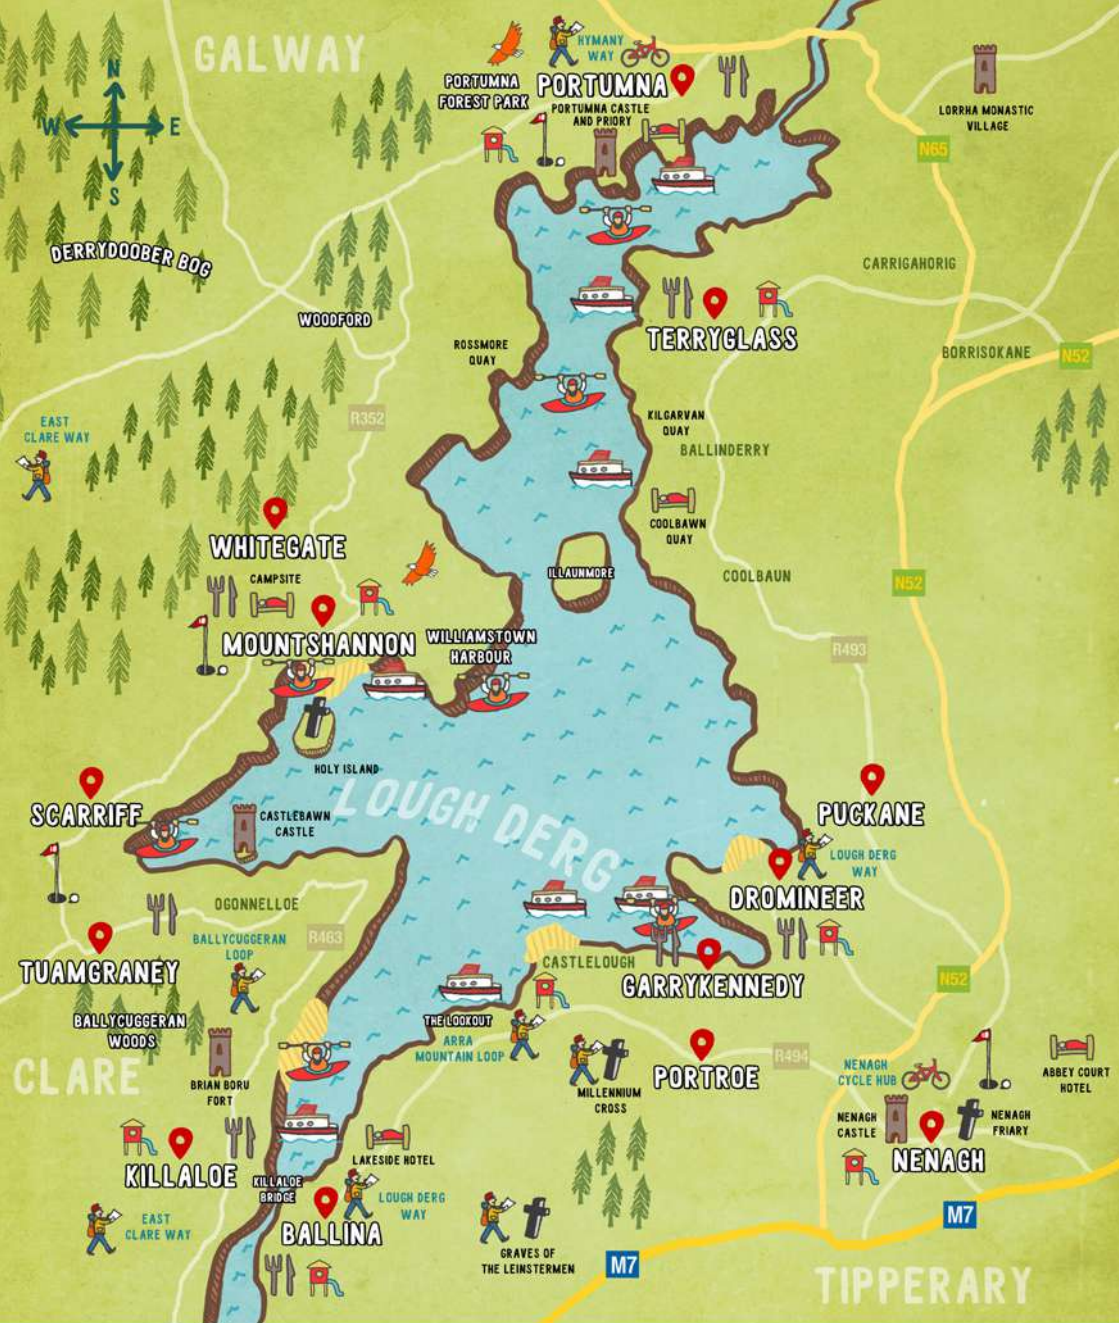 GALWAY
N
W E
S
HYMANY
WAY
PORTUMNA
FOREST PARK
PORTUMNA
PORTUMNA CASTLE
AND PRIORY
LORRHA MONASTIC
VILLAGE
N65
DERRYDOOBER BOG
CARRIGAHORIG
WOODFORD
TERRYGLASS
ROSSMORE
QUAY
BORRISOKANE
N52
R352
EAST
CLARE WAY
KILGARVAN
QUAY
BALLINDERRY
COOLBAWN
QUAY
WHITEGATE
CAMPSITE
ILLAUNMORE
COOLBAUN
N52
MOUNTSHANNON
WILLIAMSTOWN
HARBOUR
R493
HOLY ISLAND
LOUGH DERG
SCARRIFF
CASTLEBAWN
CASTLE
PUCKANE
LOUGH DERG
WAY
DROMINEER
OGONNELLOE
BALLYCUGGERAN
LOOP
R463
TUAMGRANEY
CASTLELOUGH
GARRYKENNEDY
N52
BALLYCUGGERAN
WOODS
THE LOOKOUT
ARRA
MOUNTAIN LOOP
CLARE
BRIAN BORU
FORT
MILLENNIUM
CROSS
PORTROE
R494
NENAGH
CYCLE HUB
ABBEY COURT
HOTEL
NENAGH
CASTLE
NENAGH
FRIARY
NENAGH
KILLALOE
KILLALOE
BRIDGE
LAKESIDE HOTEL
LOUGH DERG
WAY
EAST
CLARE WAY
BALLINA
GRAVES OF
THE LEINSTERMEN
M7
M7
TIPPERARY